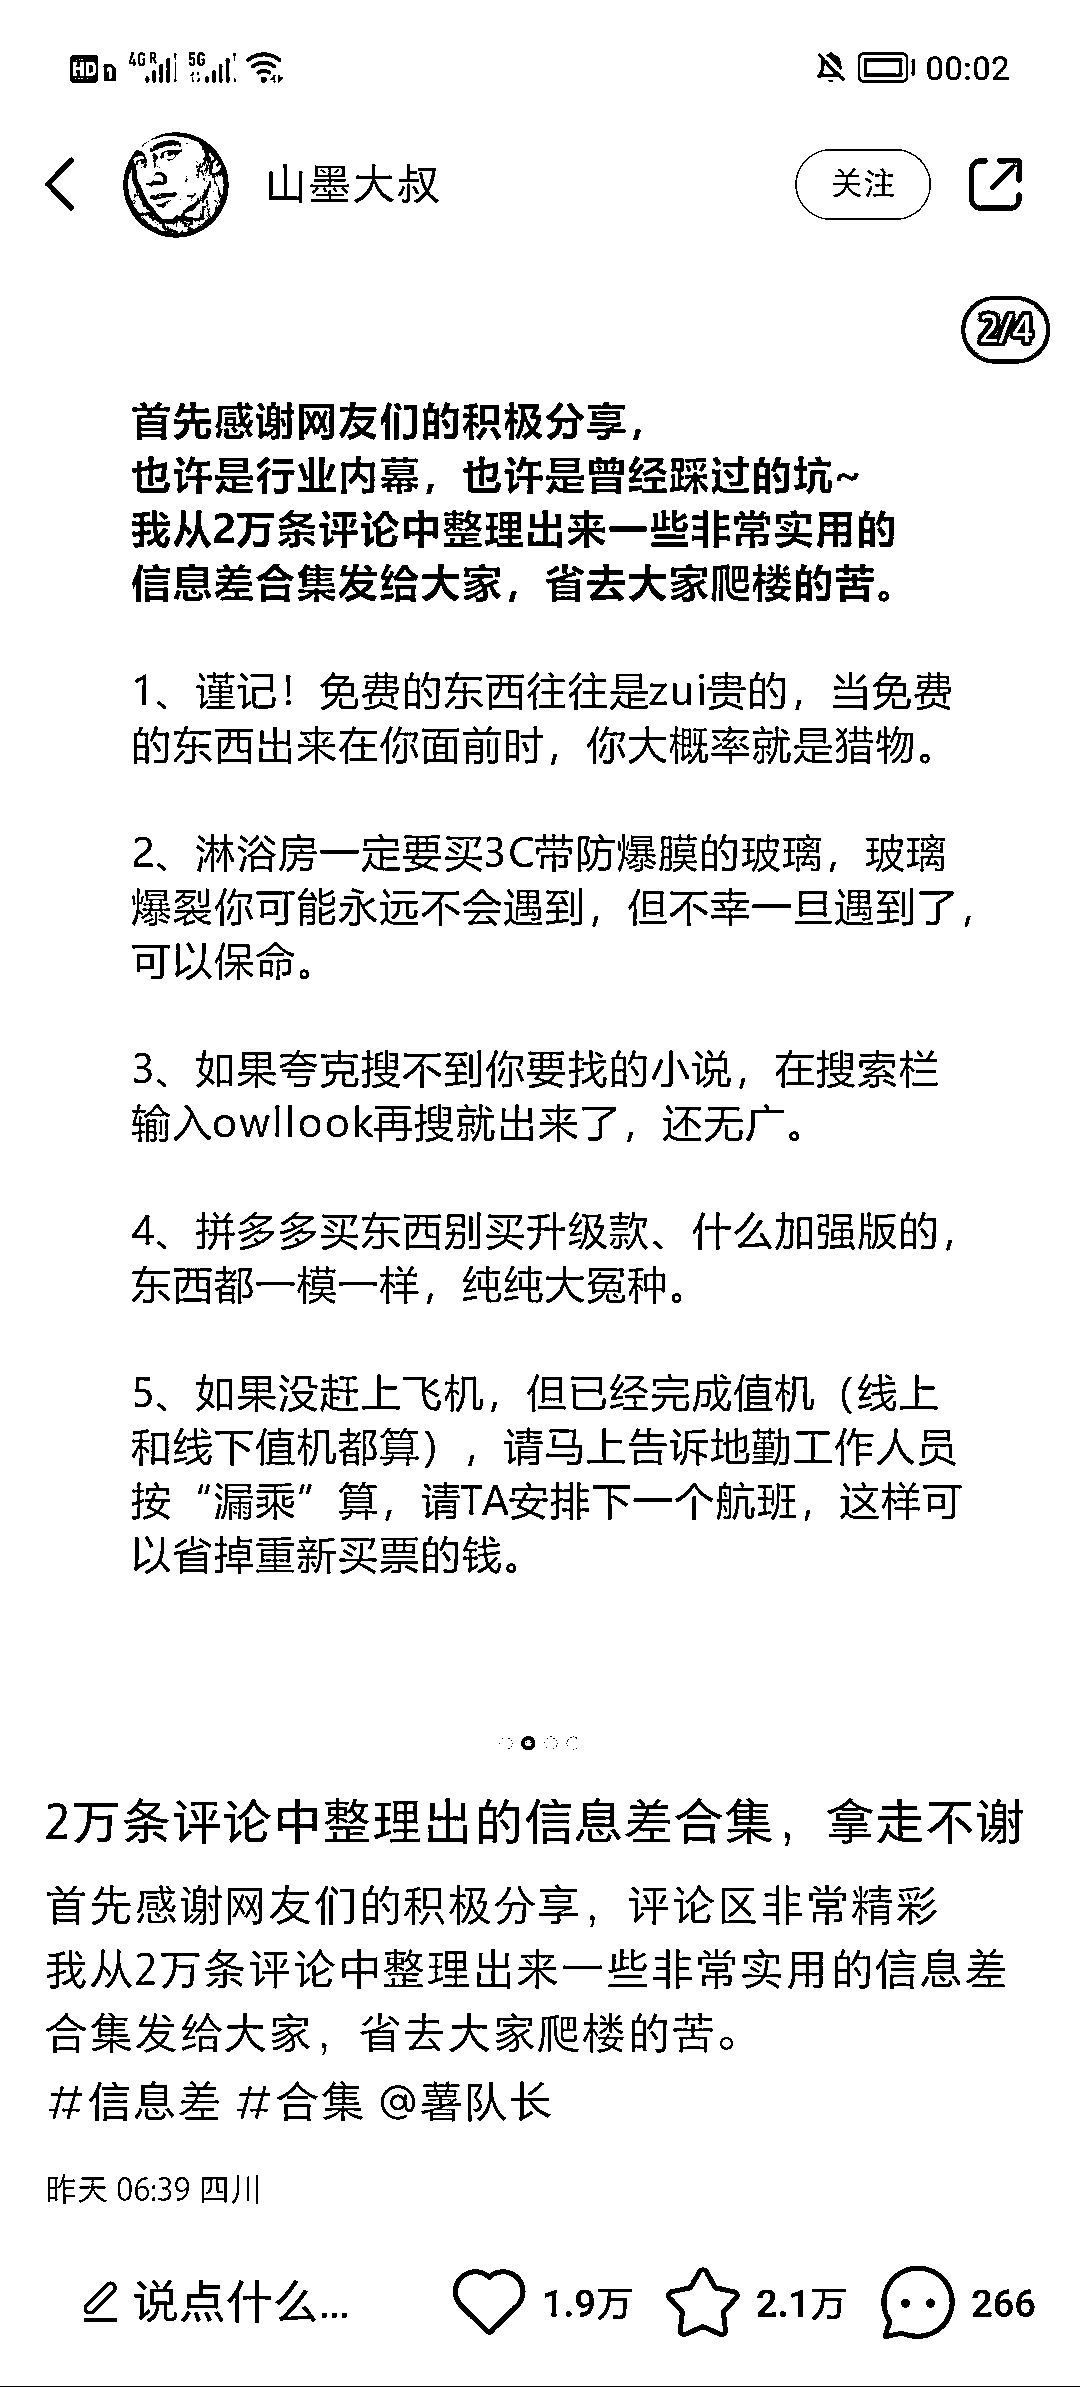 HD 4G R 5G 00:02
山墨大叔 关注
2/4
首先感谢网友们的积极分享，
也许是行业内幕，也许是曾经踩过的坑~
我从2万条评论中整理出来一些非常实用的
信息差合集发给大家，省去大家爬楼的苦。
1、谨记！免费的东西往往是zui贵的，当免费
的东西出来在你面前时，你大概率就是猎物。
2、淋浴房一定要买3C带防爆膜的玻璃，玻璃
爆裂你可能永远不会遇到，但不幸一旦遇到了，
可以保命。
3、如果夸克搜不到你要找的小说，在搜索栏
输入owllook再搜就出来了，还无广。
4、拼多多买东西别买升级款、什么加强版的，
东西都一模一样，纯纯大冤种。
5、如果没赶上飞机，但已经完成值机（线上
和线下值机都算），请马上告诉地勤工作人员
按“漏乘”算，请TA安排下一个航班，这样可
以省掉重新买票的钱。
2万条评论中整理出的信息差合集，拿走不谢
首先感谢网友们的积极分享，评论区非常精彩
我从2万条评论中整理出来一些非常实用的信息差
合集发给大家，省去大家爬楼的苦。
#信息差 #合集 @薯队长
昨天 06:39 四川
说点什么... 1.9万 2.1万 266